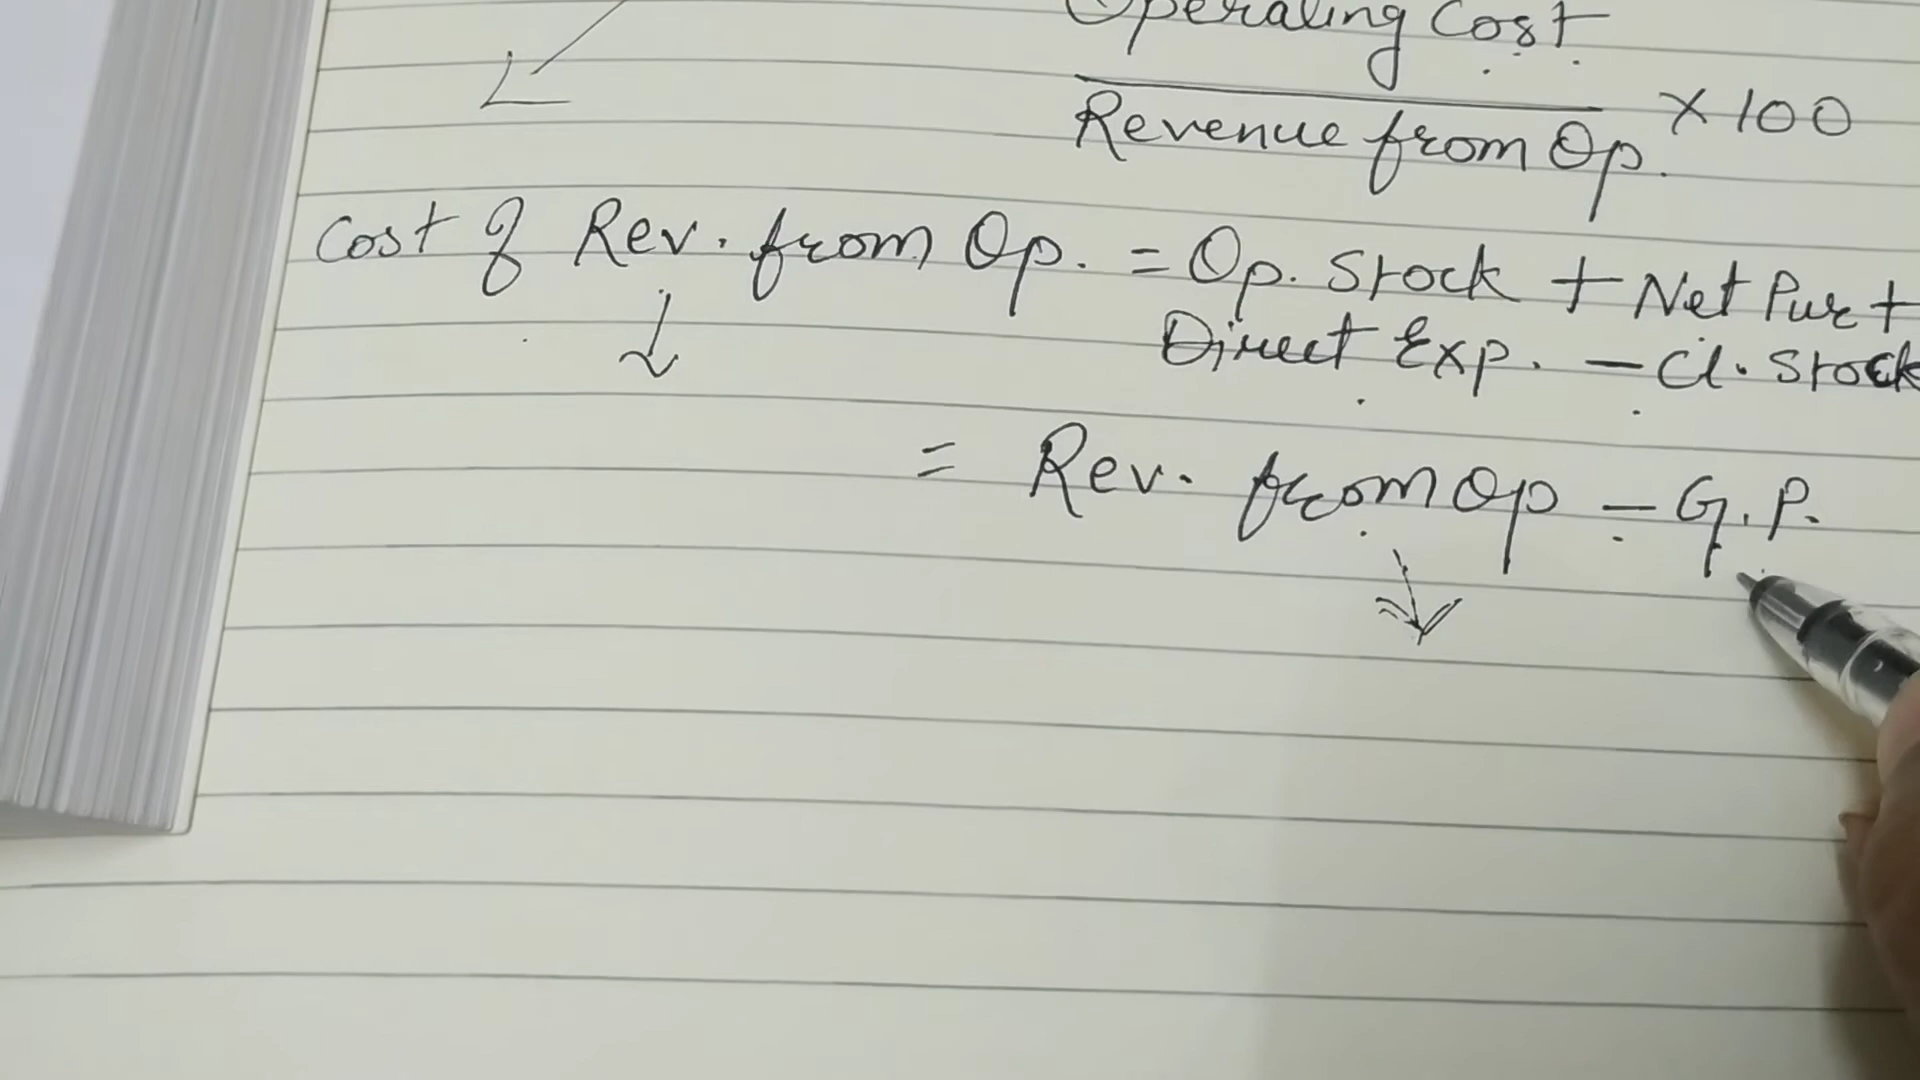 Operating Cost
Revenue from Op. × 100
Cost of Rev. from Op. = Op. Stock + Net Pur +
Direct Exp. - Cl. Stock
= Rev. from Op - G.P.